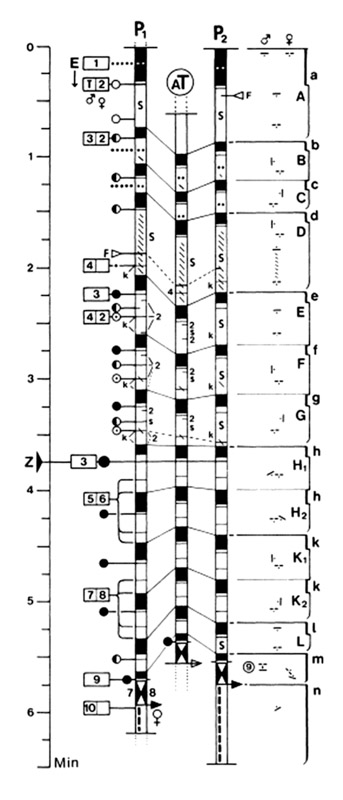 0
P1
P2
♂ ♀
E
1
AT
a
T 2
F
A
♂ ♀
S
S
3 2
b
1
B
c
C
d
D
S
S
F
4
2
k
4
k
3
e
4 2
2
2
s
2
E
k
S
k
f
2
2
s
F
3
k
S
k
g
2
2
s
G
k
2
S
h
Z
3
H1
4
h
5 6
H2
k
K1
k
7 8
5
K2
l
S
L
m
9
9
7
8
n
10
♀
6
Min